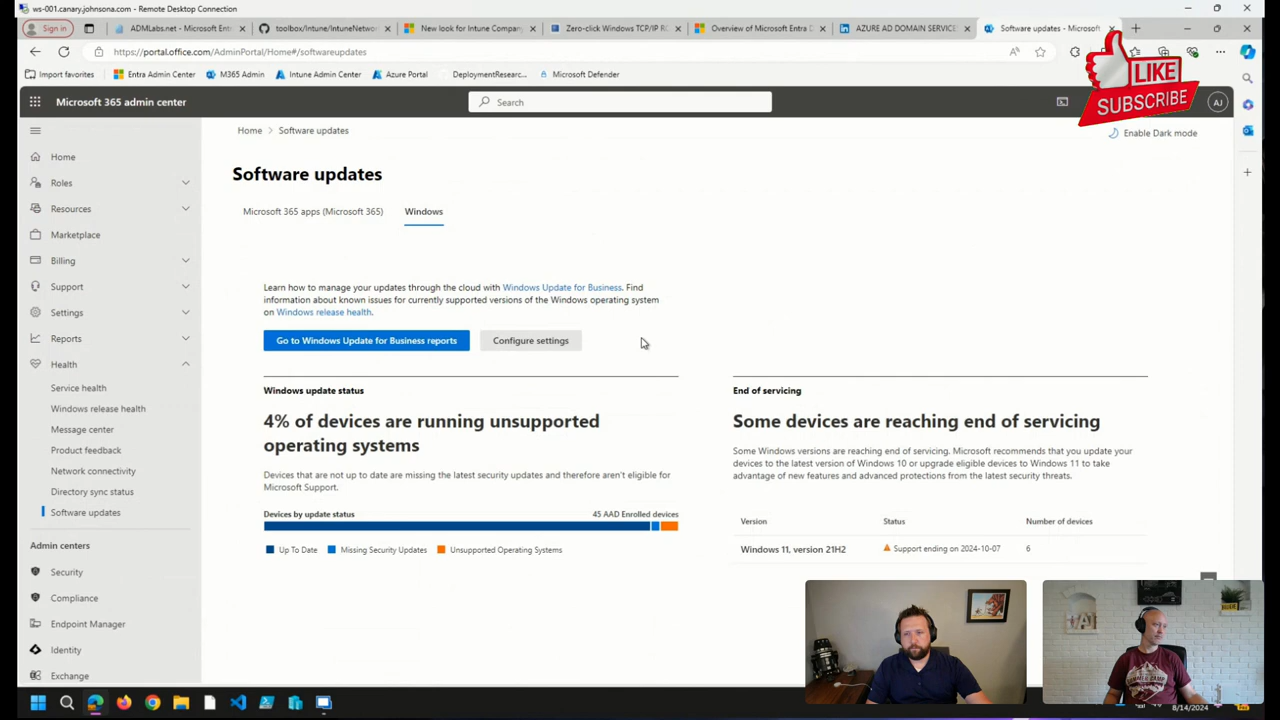 ws-001.canary.johnsona.com - Remote Desktop Connection
Sign in
ADMLabs.net - Microsoft Entra
toolbox/Intune/IntuneNetwork
New look for Intune Company
Zero-click Windows TCP/IP RC
Overview of Microsoft Entra D
AZURE AD DOMAIN SERVICE
Software updates - Microsoft
https://portal.office.com/AdminPortal/Home#/softwareupdates
Import favorites
Entra Admin Center
M365 Admin
Intune Admin Center
Azure Portal
DeploymentResearc...
Microsoft Defender
LIKE
SUBSCRIBE
Microsoft 365 admin center
Search
AJ
Home > Software updates
Enable Dark mode
Home
Roles
Resources
Marketplace
Billing
Support
Settings
Reports
Health
Service health
Windows release health
Message center
Product feedback
Network connectivity
Directory sync status
Software updates
Admin centers
Security
Compliance
Endpoint Manager
Identity
Exchange
Software updates
Microsoft 365 apps (Microsoft 365)
Windows
Learn how to manage your updates through the cloud with Windows Update for Business. Find
information about known issues for currently supported versions of the Windows operating system
on Windows release health.
Go to Windows Update for Business reports
Configure settings
Windows update status
4% of devices are running unsupported
operating systems
Devices that are not up to date are missing the latest security updates and therefore aren't eligible for
Microsoft Support.
Devices by update status
45 AAD Enrolled devices
Up To Date
Missing Security Updates
Unsupported Operating Systems
End of servicing
Some devices are reaching end of servicing
Some Windows versions are reaching end of servicing. Microsoft recommends that you update your
devices to the latest version of Windows 10 or upgrade eligible devices to Windows 11 to take
advantage of new features and advanced protections from the latest security threats.
Version
Status
Number of devices
Windows 11, version 21H2
Support ending on 2024-10-07
6
8/14/2024